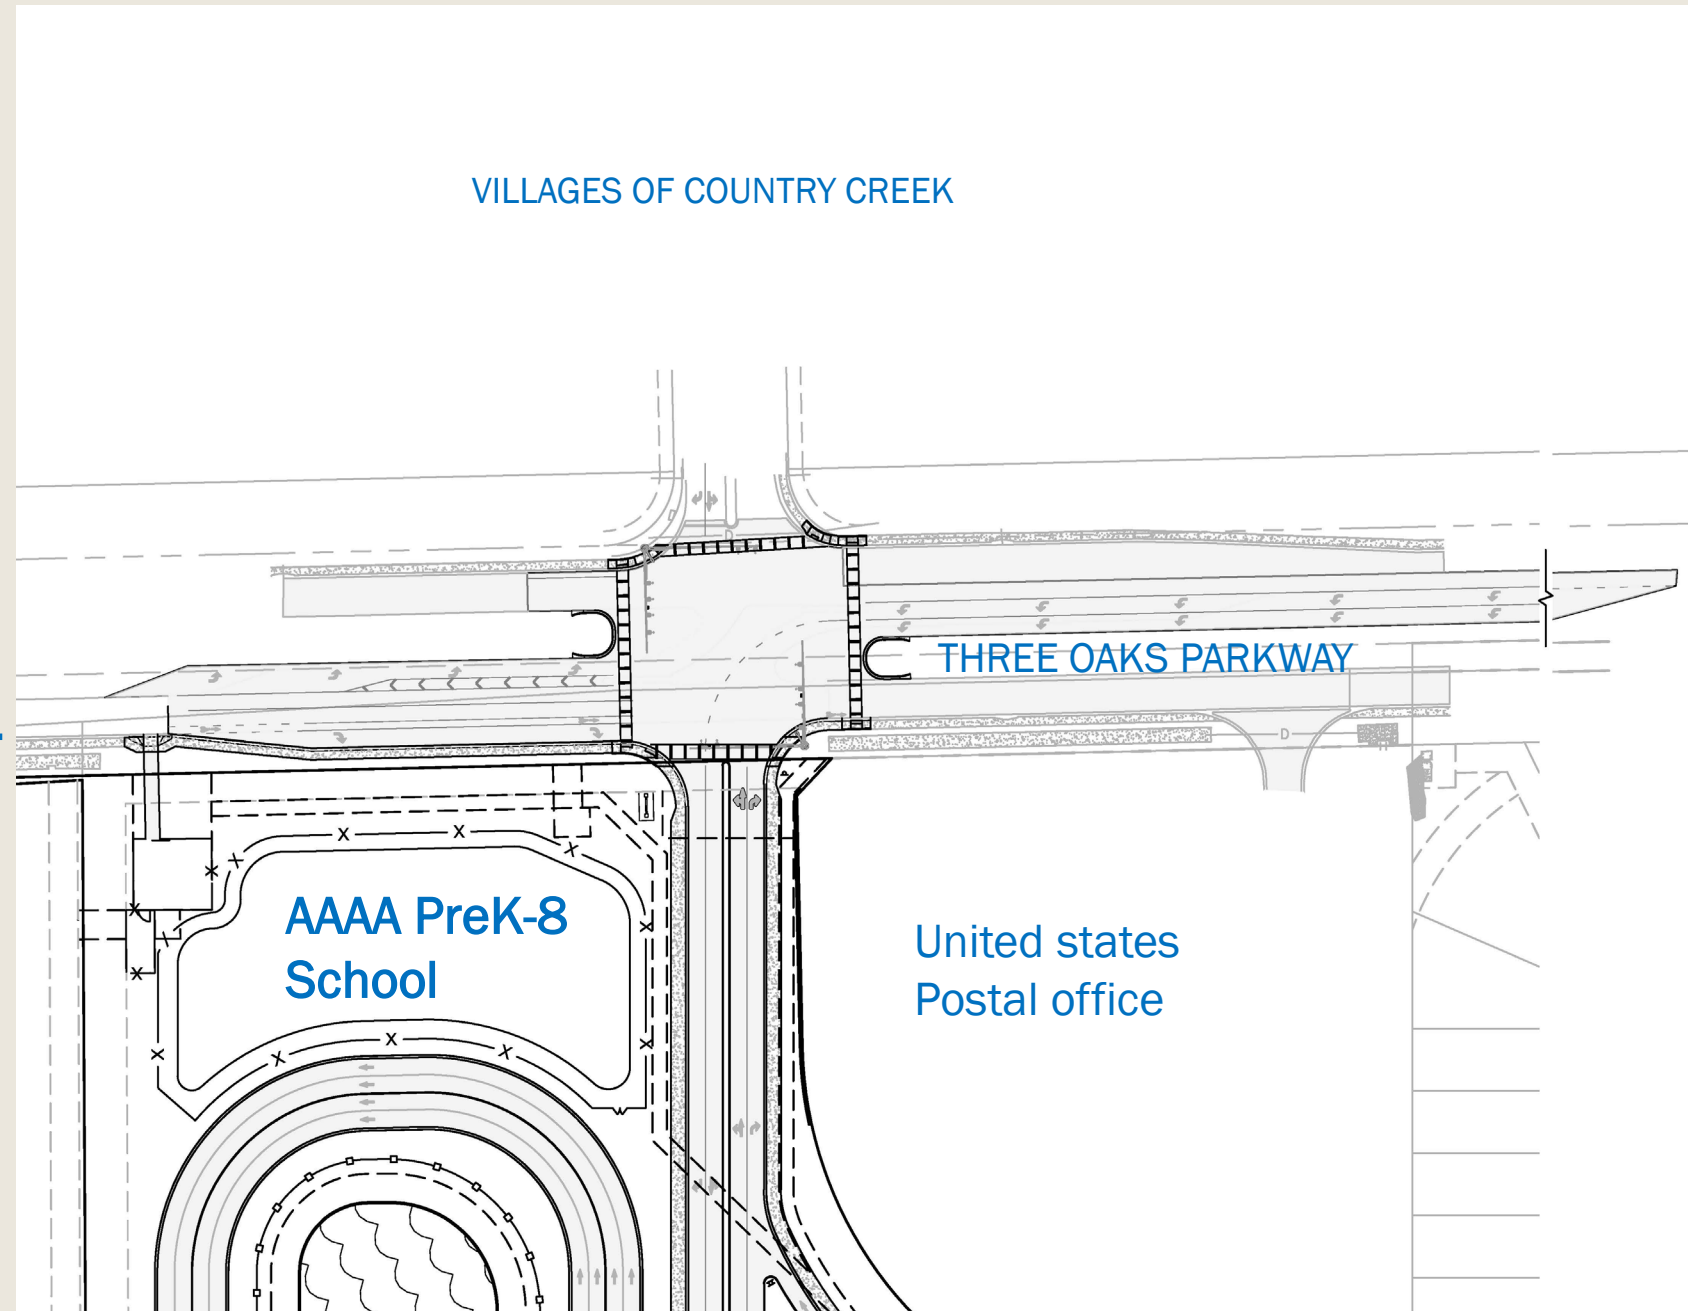 VILLAGES OF COUNTRY CREEK
THREE OAKS PARKWAY
D
AAAA PreK-8
School
United states
Postal office